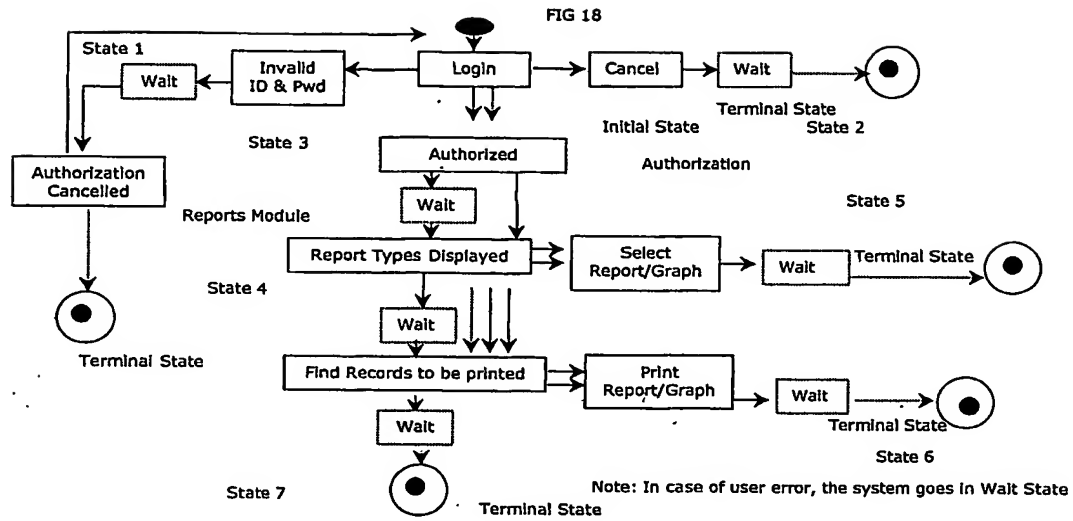 FIG 18
State 1
Wait
Invalid
ID & Pwd
Login
Cancel
Wait
Terminal State
State 2
Initial State
State 3
Authorized
Authorization
Authorization
Cancelled
Wait
State 5
Reports Module
Report Types Displayed
Select
Report/Graph
Wait
Terminal State
State 4
Wait
Terminal State
Find Records to be printed
Print
Report/Graph
Wait
Terminal State
Wait
State 6
State 7
Terminal State
Note: In case of user error, the system goes in Wait State